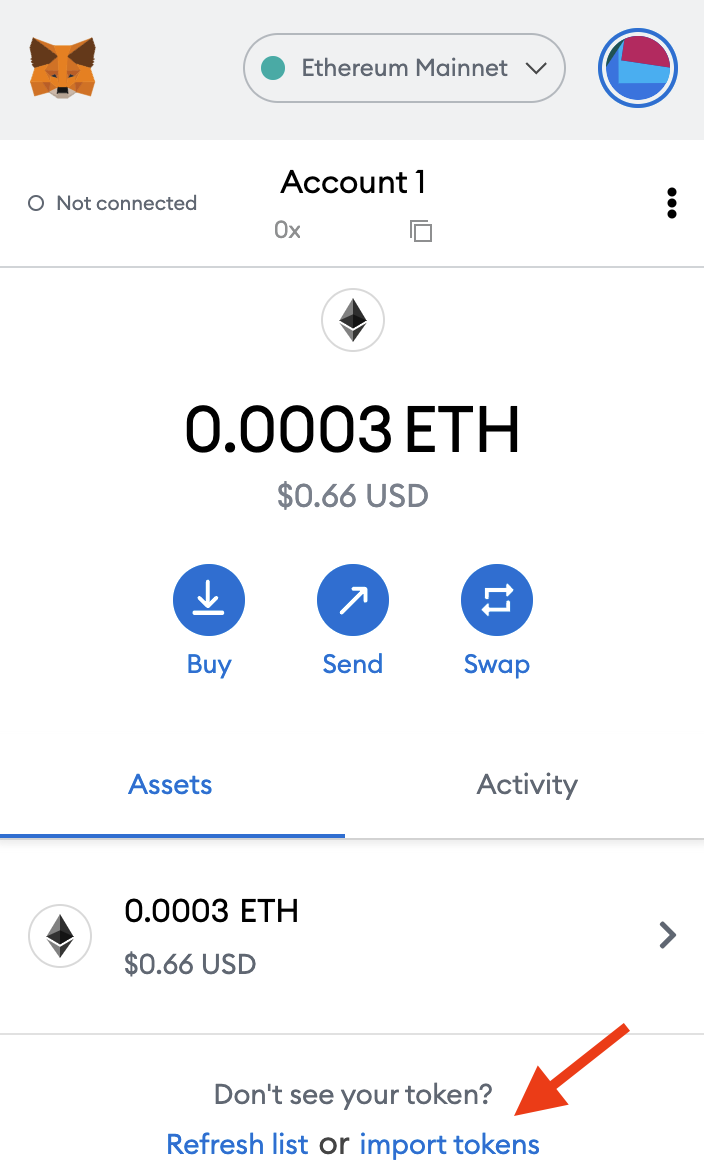 Ethereum Mainnet
Not connected
Account 1
0x
0.0003 ETH
$0.66 USD
Buy
Send
Swap
Assets
Activity
0.0003 ETH
$0.66 USD
Don't see your token?
Refresh list or import tokens